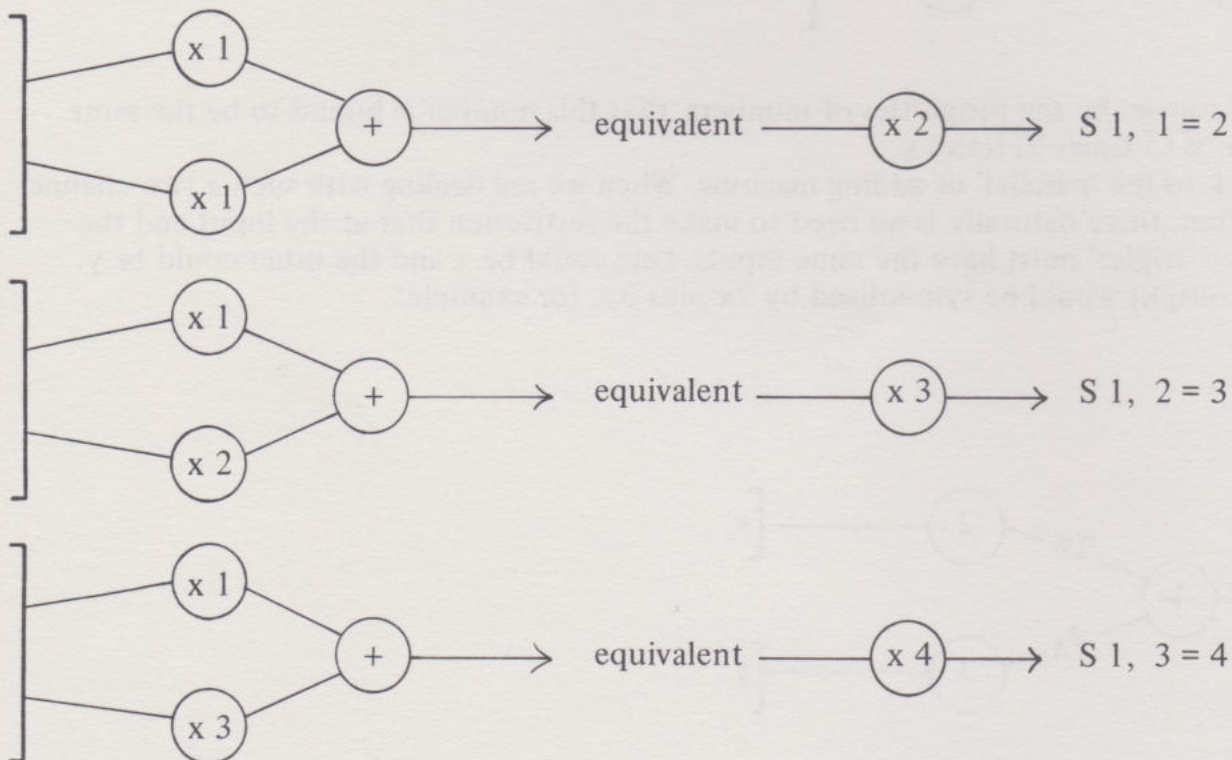 x 1
+ equivalent x 2 S 1, 1 = 2
x 1
x 1
+ equivalent x 3 S 1, 2 = 3
x 2
x 1
+ equivalent x 4 S 1, 3 = 4
x 3